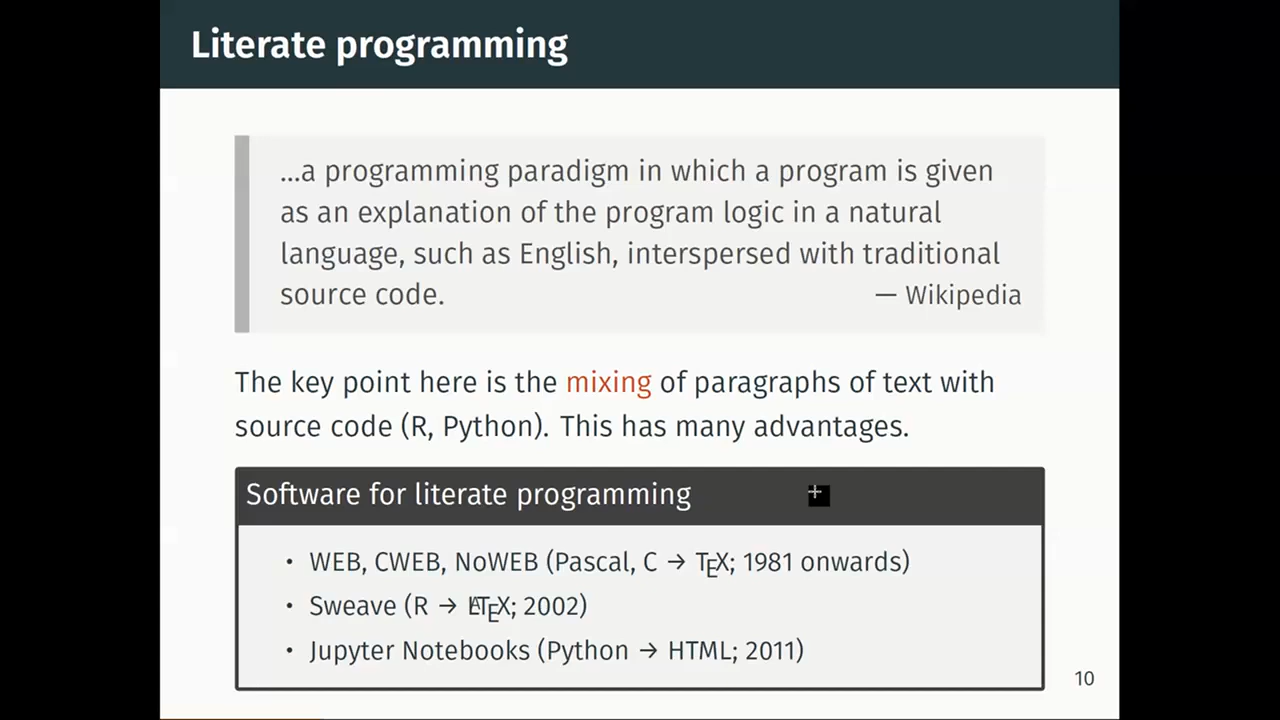 Literate programming
...a programming paradigm in which a program is given
as an explanation of the program logic in a natural
language, such as English, interspersed with traditional
source code. — Wikipedia
The key point here is the mixing of paragraphs of text with
source code (R, Python). This has many advantages.
Software for literate programming
• WEB, CWEB, NoWEB (Pascal, C → TEX; 1981 onwards)
• Sweave (R → LATEX; 2002)
• Jupyter Notebooks (Python → HTML; 2011)
10